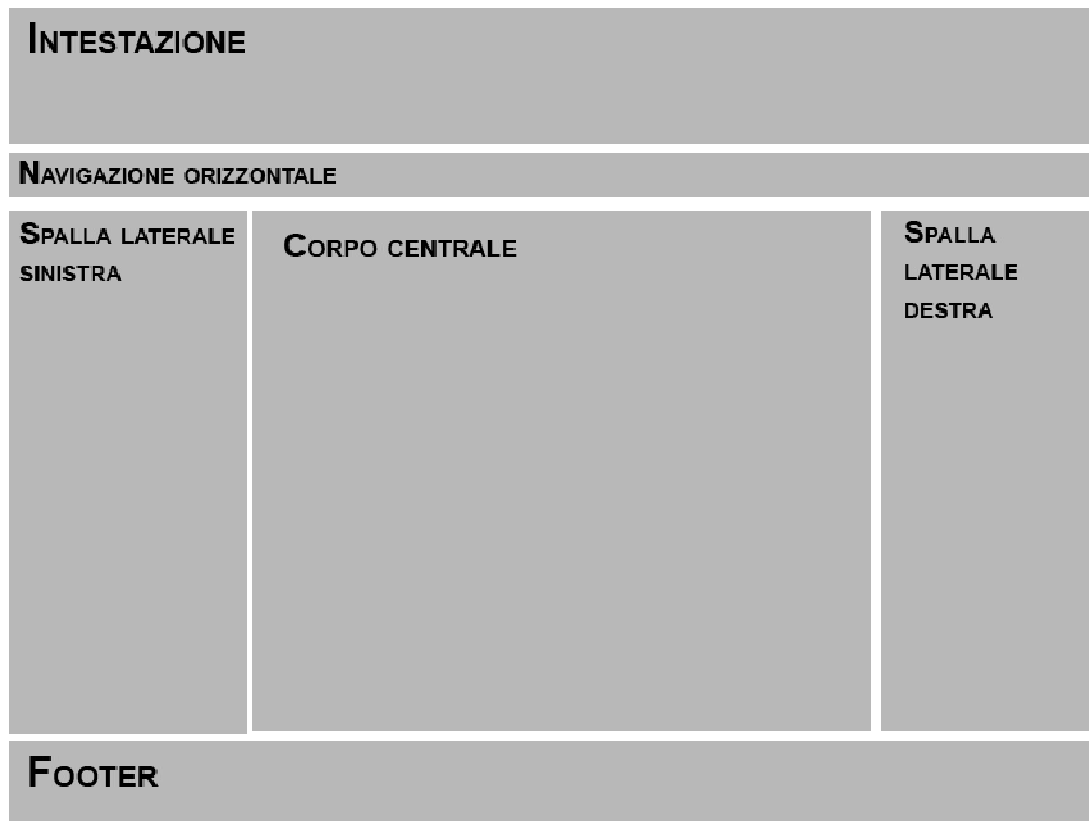 INTESTAZIONE
NAVIGAZIONE ORIZZONTALE
SPALLA LATERALE
SINISTRA
CORPO CENTRALE
SPALLA
LATERALE
DESTRA
FOOTER